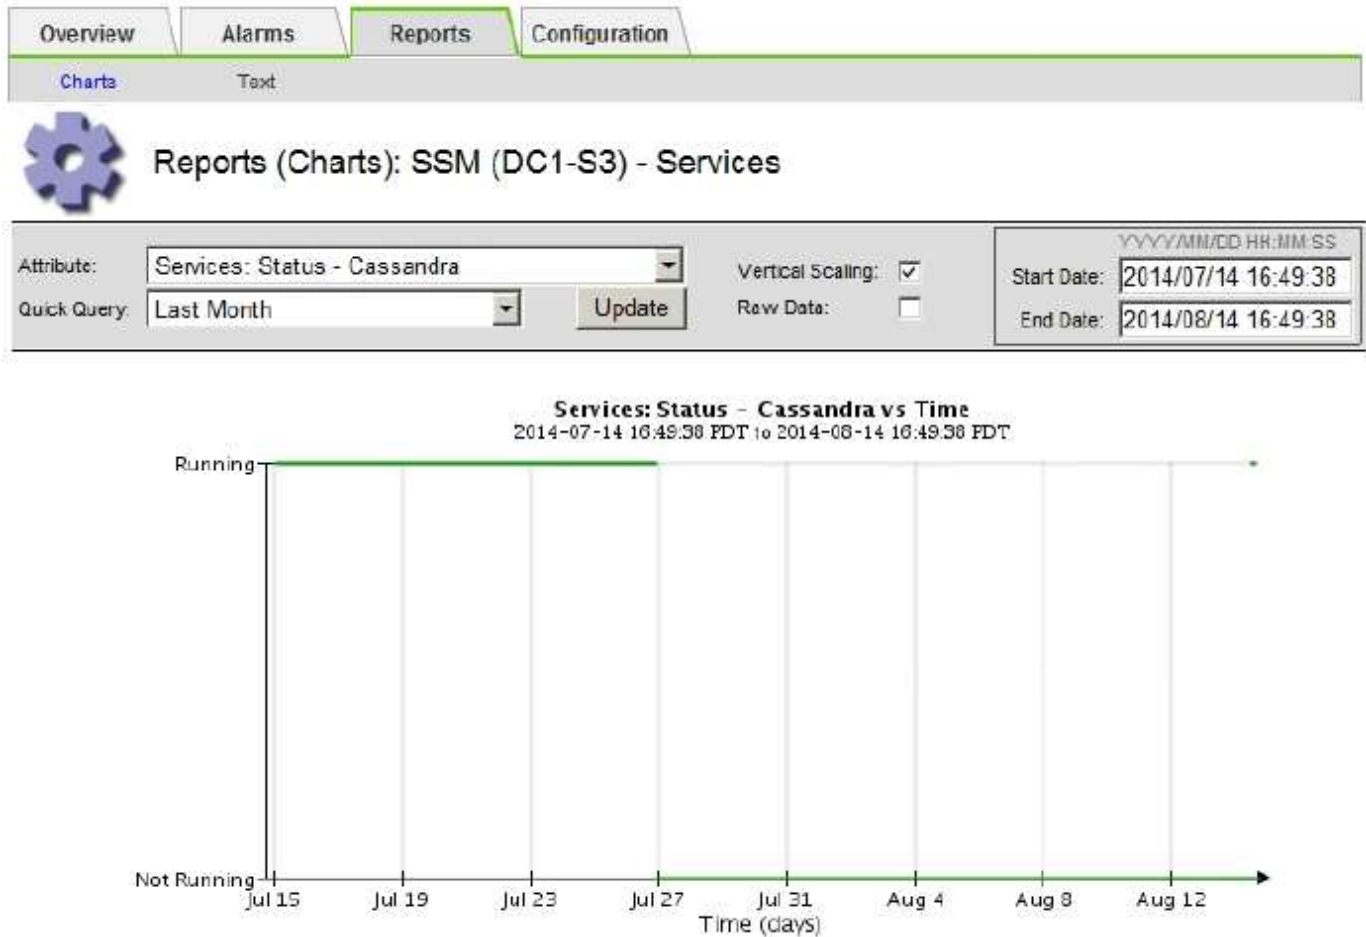 Overview Alarms Reports Configuration
Charts Text
Reports (Charts): SSM (DC1-S3) - Services
YYYY/MM/DD HH:MM:SS
Attribute: Services: Status - Cassandra Vertical Scaling: Start Date: 2014/07/14 16:49:38
Quick Query: Last Month Update Raw Data: End Date: 2014/08/14 16:49:38
Services: Status - Cassandra vs Time
2014-07-14 16:49:38 PDT to 2014-08-14 16:49:38 PDT
Running
Not Running
Jul 15 Jul 19 Jul 23 Jul 27 Jul 31 Aug 4 Aug 8 Aug 12
Time (days)